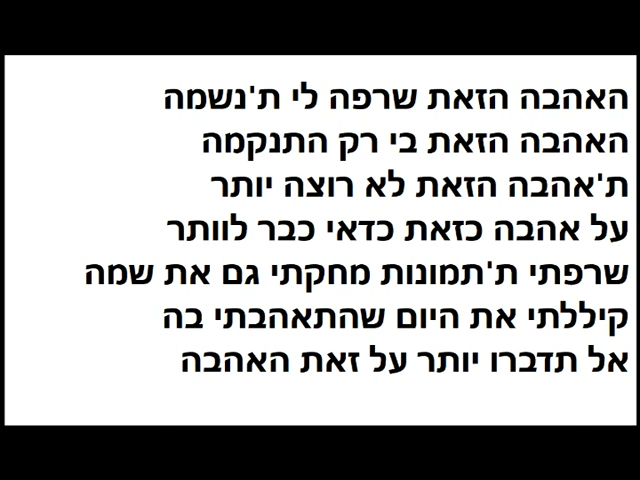 האהבה הזאת שרפה לי ת'נשמה
האהבה הזאת בי רק התנקמה
ת'אהבה הזאת לא רוצה יותר
על אהבה כזאת כדאי כבר לוותר
שרפתי ת'תמונות מחקתי גם את שמה
קיללתי את היום שהתאהבתי בה
אל תדברו יותר על זאת האהבה